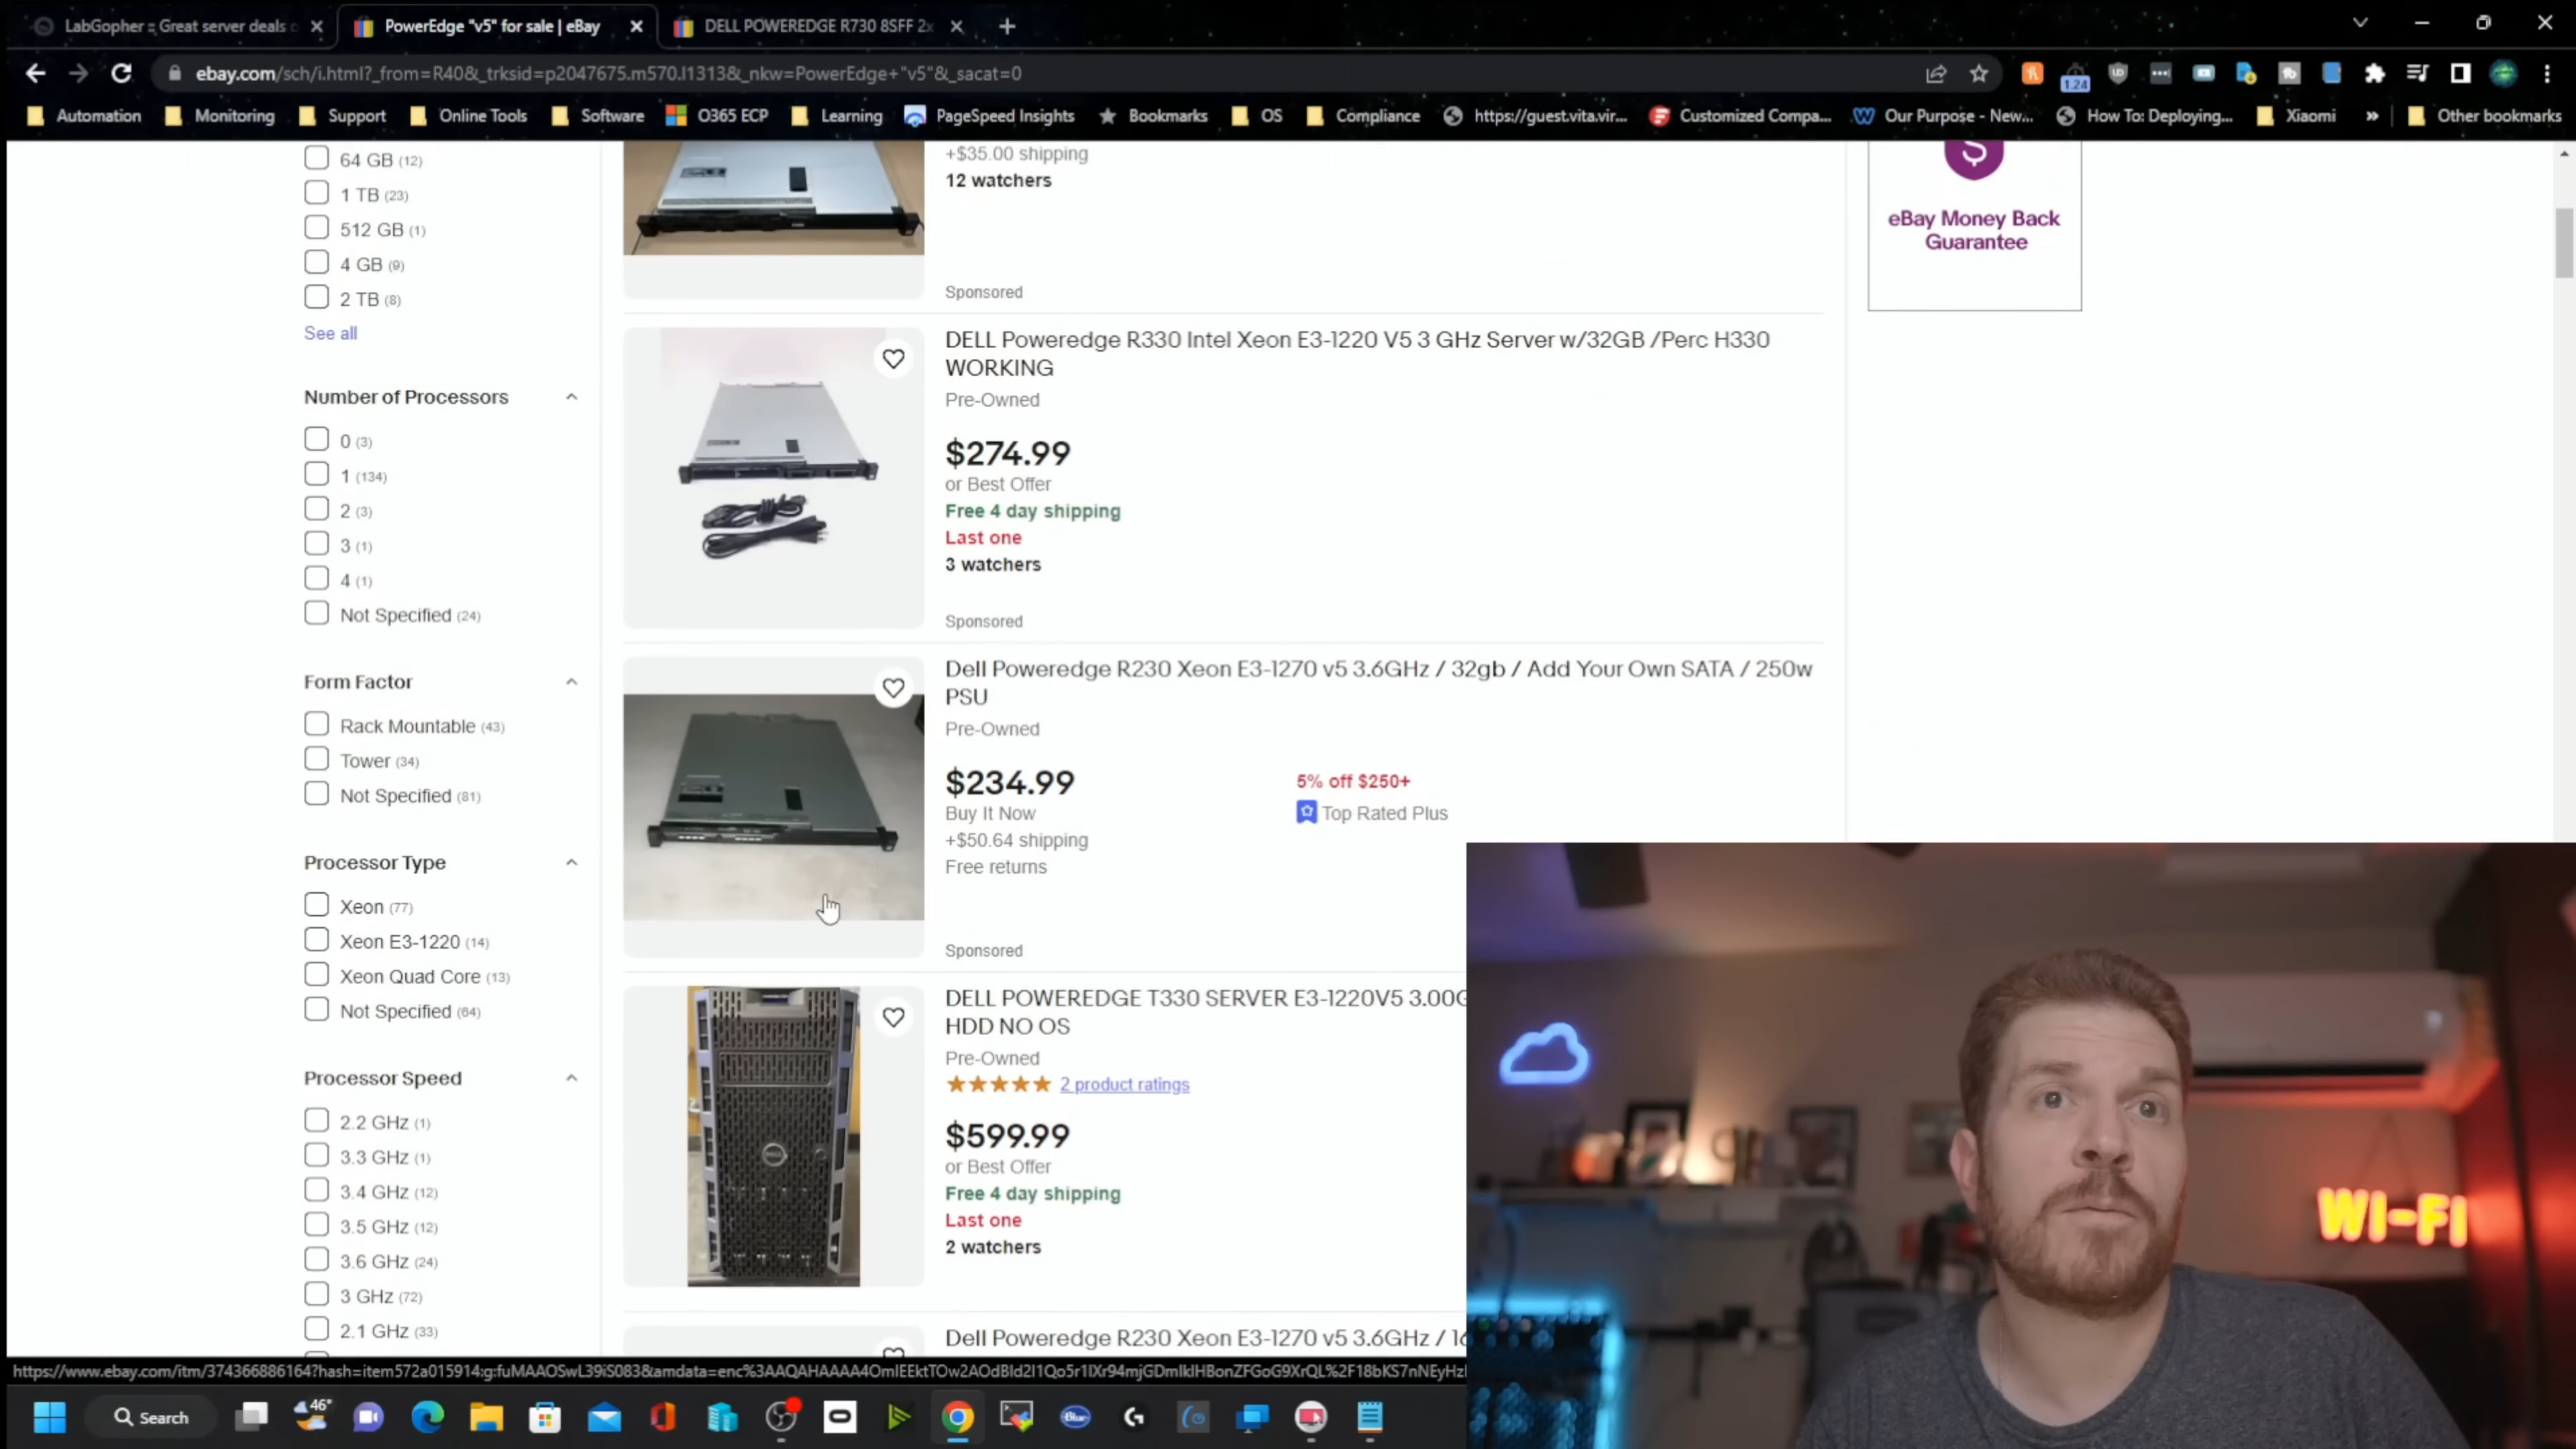 LabGopher :: Great server deals
PowerEdge "v5" for sale | eBay
DELL POWEREDGE R730 8SFF 2x
ebay.com/sch/i.html?_from=R40&_trksid=p2047675.m570.l1313&_nkw=PowerEdge+"v5"&_sacat=0
1.24
Automation
Monitoring
Support
Online Tools
Software
O365 ECP
Learning
PageSpeed Insights
Bookmarks
OS
Compliance
https://guest.vita.vir...
Customized Compa...
Our Purpose - New...
How To: Deploying...
Xiaomi
»
Other bookmarks
64 GB (12)
1 TB (23)
512 GB (1)
4 GB (9)
2 TB (8)
See all
Number of Processors
0 (3)
1 (134)
2 (3)
3 (1)
4 (1)
Not Specified (24)
Form Factor
Rack Mountable (43)
Tower (34)
Not Specified (81)
Processor Type
Xeon (77)
Xeon E3-1220 (14)
Xeon Quad Core (13)
Not Specified (64)
Processor Speed
2.2 GHz (1)
3.3 GHz (1)
3.4 GHz (12)
3.5 GHz (12)
3.6 GHz (24)
3 GHz (72)
2.1 GHz (33)
+$35.00 shipping
12 watchers
Sponsored
DELL Poweredge R330 Intel Xeon E3-1220 V5 3 GHz Server w/32GB /Perc H330
WORKING
Pre-Owned
$274.99
or Best Offer
Free 4 day shipping
Last one
3 watchers
Sponsored
Dell Poweredge R230 Xeon E3-1270 v5 3.6GHz / 32gb / Add Your Own SATA / 250w
PSU
Pre-Owned
$234.99
Buy It Now
+$50.64 shipping
Free returns
5% off $250+
Top Rated Plus
Sponsored
DELL POWEREDGE T330 SERVER E3-1220V5 3.00G
HDD NO OS
Pre-Owned
2 product ratings
$599.99
or Best Offer
Free 4 day shipping
Last one
2 watchers
Dell Poweredge R230 Xeon E3-1270 v5 3.6GHz / 16
eBay Money Back
Guarantee
WI-FI
Search
46°
Blue